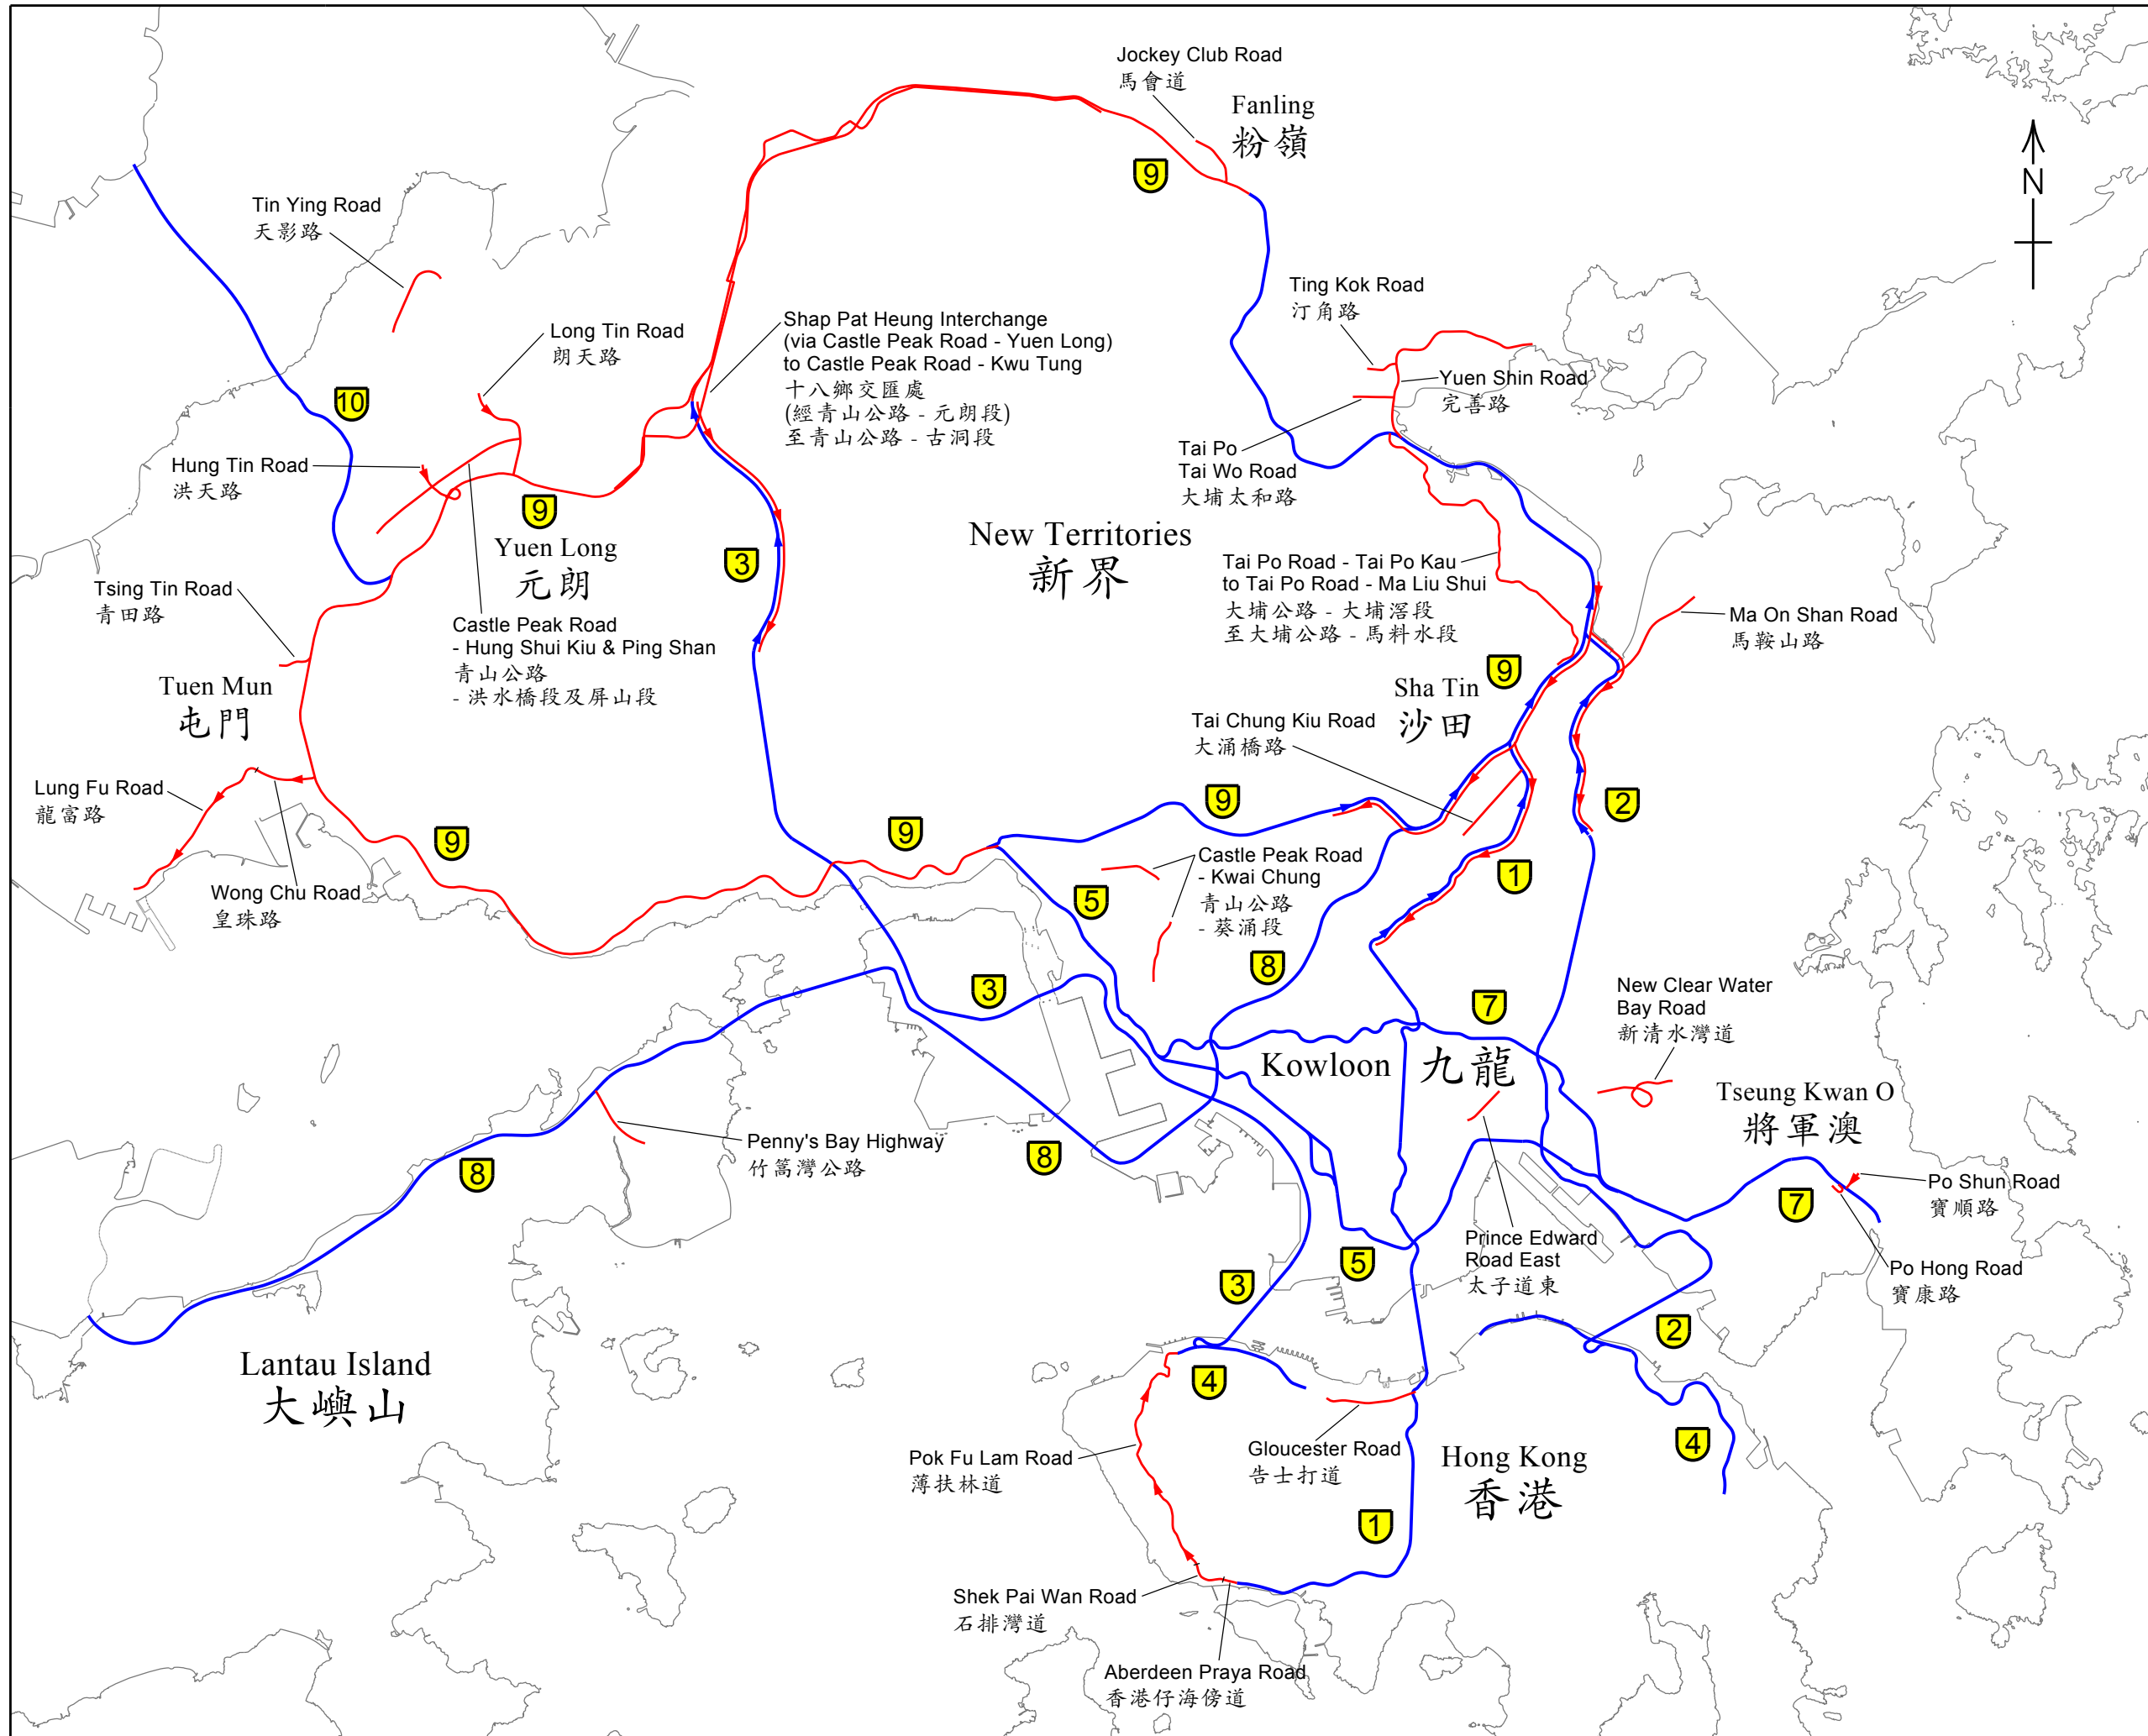 Jockey Club Road
馬會道
Fanling
粉嶺
9
N
Tin Ying Road
天影路
Ting Kok Road
汀角路
Long Tin Road
朗天路
Shap Pat Heung Interchange
(via Castle Peak Road - Yuen Long)
to Castle Peak Road - Kwu Tung
十八鄉交匯處
(經青山公路 - 元朗段)
至青山公路 - 古洞段
Yuen Shin Road
完善路
10
Hung Tin Road
洪天路
Tai Po
Tai Wo Road
大埔太和路
9
Yuen Long
元朗
3
New Territories
新界
Tai Po Road - Tai Po Kau
to Tai Po Road - Ma Liu Shui
大埔公路 - 大埔滘段
至大埔公路 - 馬料水段
Tsing Tin Road
青田路
Castle Peak Road
- Hung Shui Kiu & Ping Shan
青山公路
- 洪水橋段及屏山段
Ma On Shan Road
馬鞍山路
9
Tuen Mun
屯門
Sha Tin
沙田
Tai Chung Kiu Road
大涌橋路
Lung Fu Road
龍富路
9
9
9
2
Wong Chu Road
皇珠路
Castle Peak Road
- Kwai Chung
青山公路
- 葵涌段
1
5
8
3
7
New Clear Water
Bay Road
新清水灣道
Kowloon 九龍
Tseung Kwan O
將軍澳
Penny's Bay Highway
竹篙灣公路
8
8
Po Shun Road
寶順路
7
Prince Edward
Road East
太子道東
5
3
Po Hong Road
寶康路
2
Lantau Island
大嶼山
4
Pok Fu Lam Road
薄扶林道
Gloucester Road
告士打道
Hong Kong
香港
4
1
Shek Pai Wan Road
石排灣道
Aberdeen Praya Road
香港仔海傍道